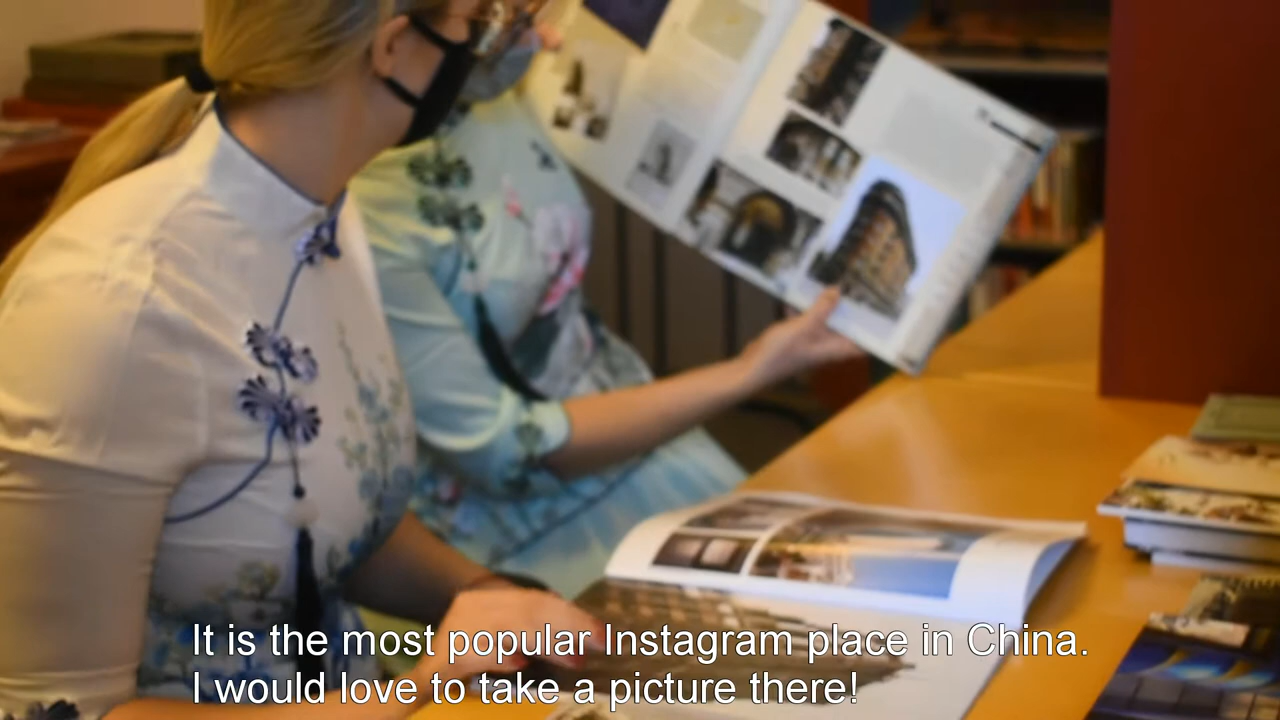 It is the most popular Instagram place in China.
I would love to take a picture there!